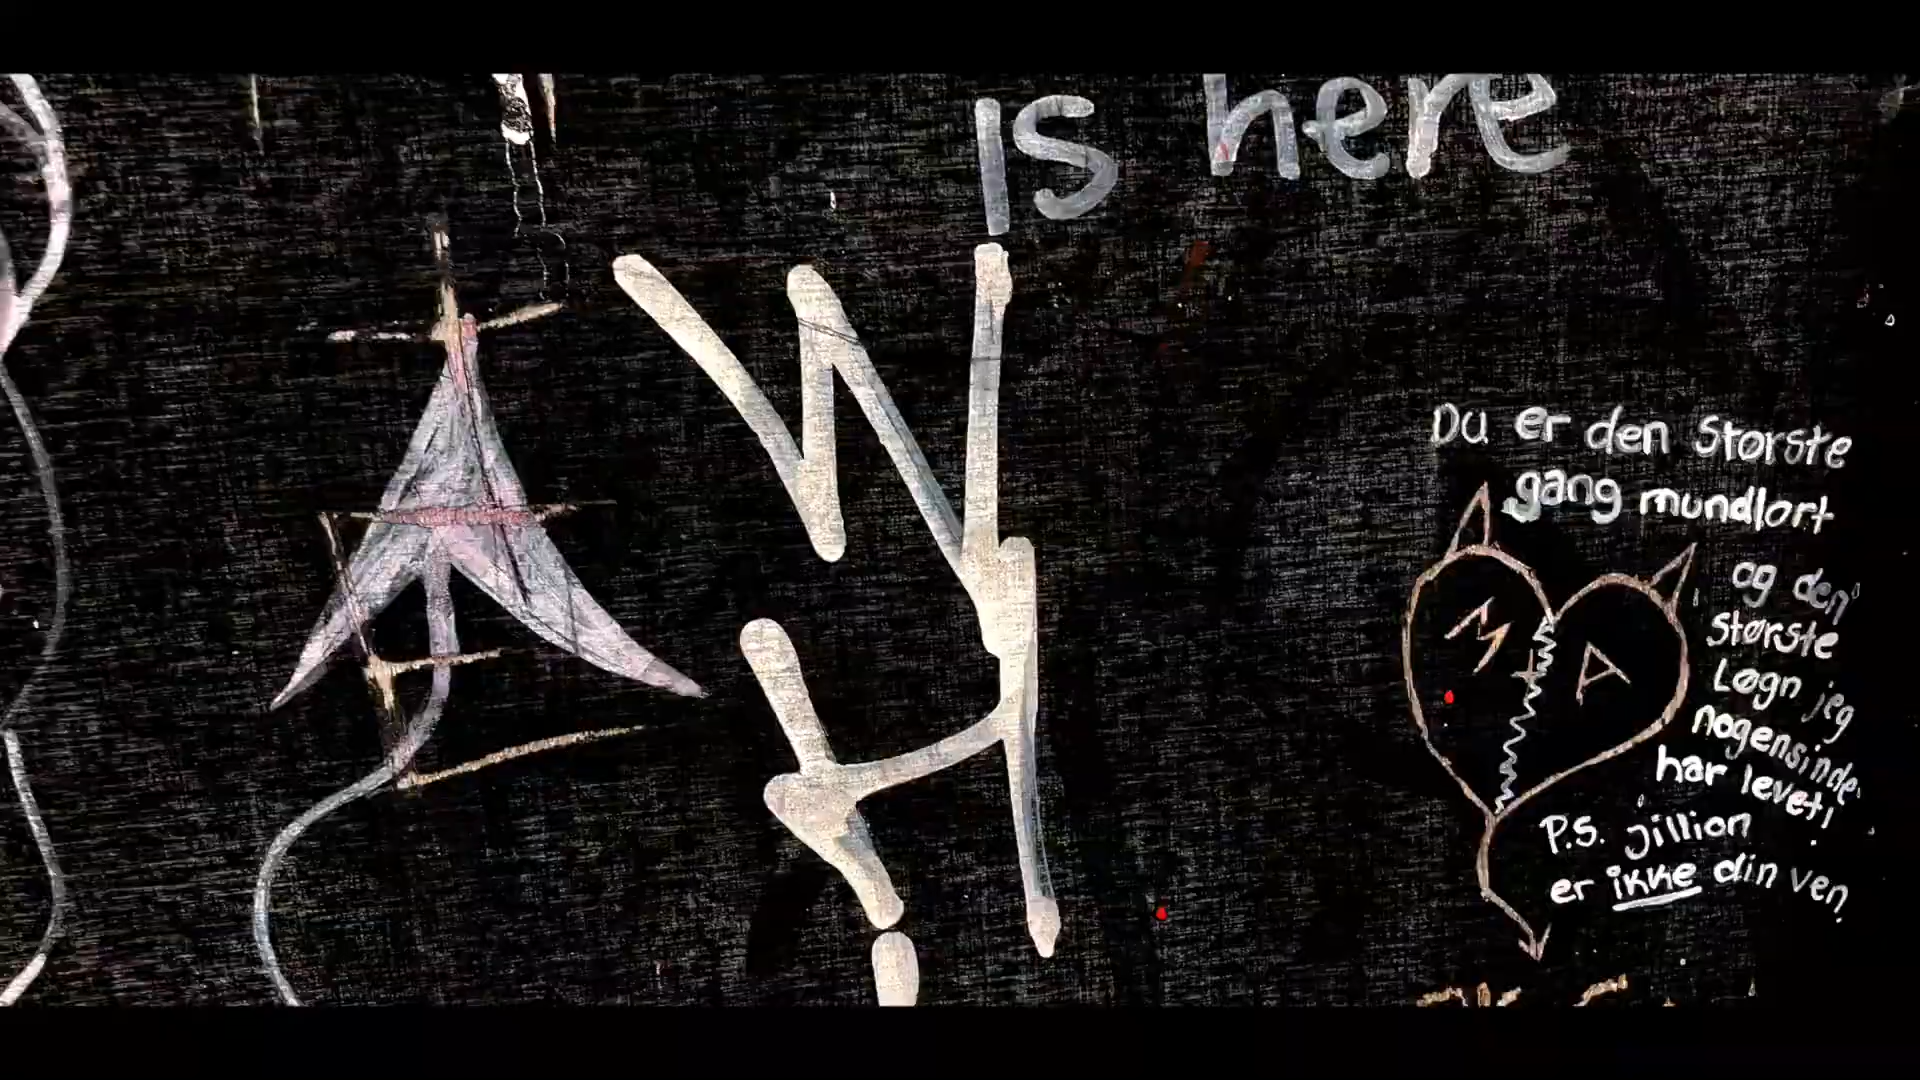 is here
Du er den Største
gang mundlort
og den
Største
Løgn jeg
nogensinde
har levet!
M + A
P.S. jillion
er ikke din ven